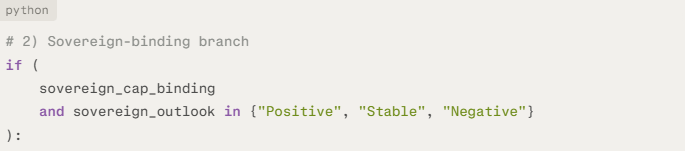 python
# 2) Sovereign-binding branch
if (
    sovereign_cap_binding
    and sovereign_outlook in {"Positive", "Stable", "Negative"}
):